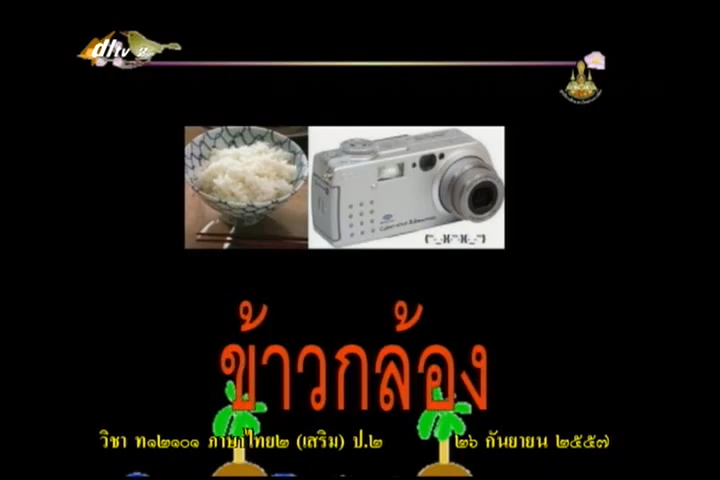 dltv
ข้าวกล้อง
วิชา ท๑๒๑๐๑ ภาษาไทย๒ (เสริม) ป.๒ ๒๖ กันยายน ๒๕๕๗